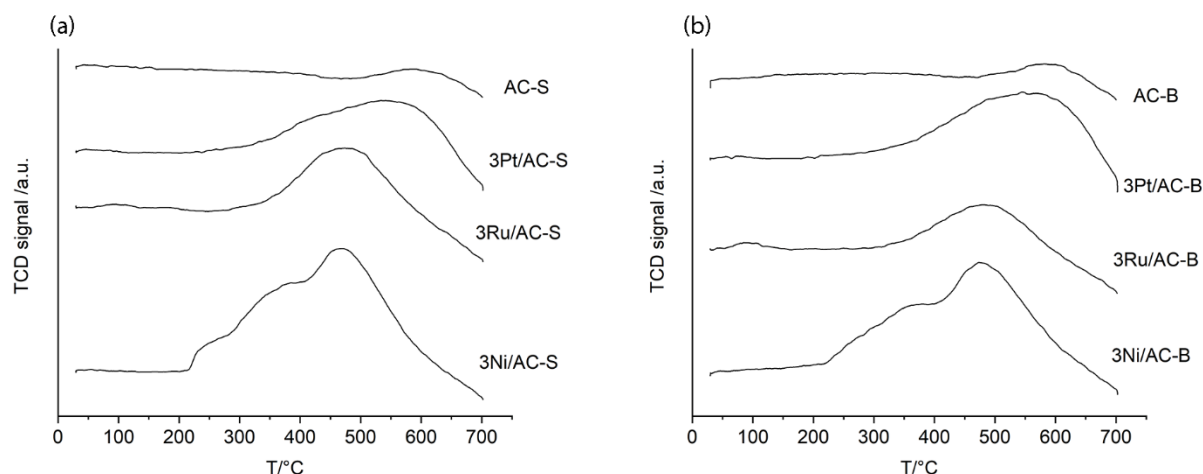 (a)
TCD signal /a.u.
AC-S
3Pt/AC-S
3Ru/AC-S
3Ni/AC-S
0 100 200 300 400 500 600 700
T/°C
(b)
TCD signal /a.u.
AC-B
3Pt/AC-B
3Ru/AC-B
3Ni/AC-B
0 100 200 300 400 500 600 700
T/°C